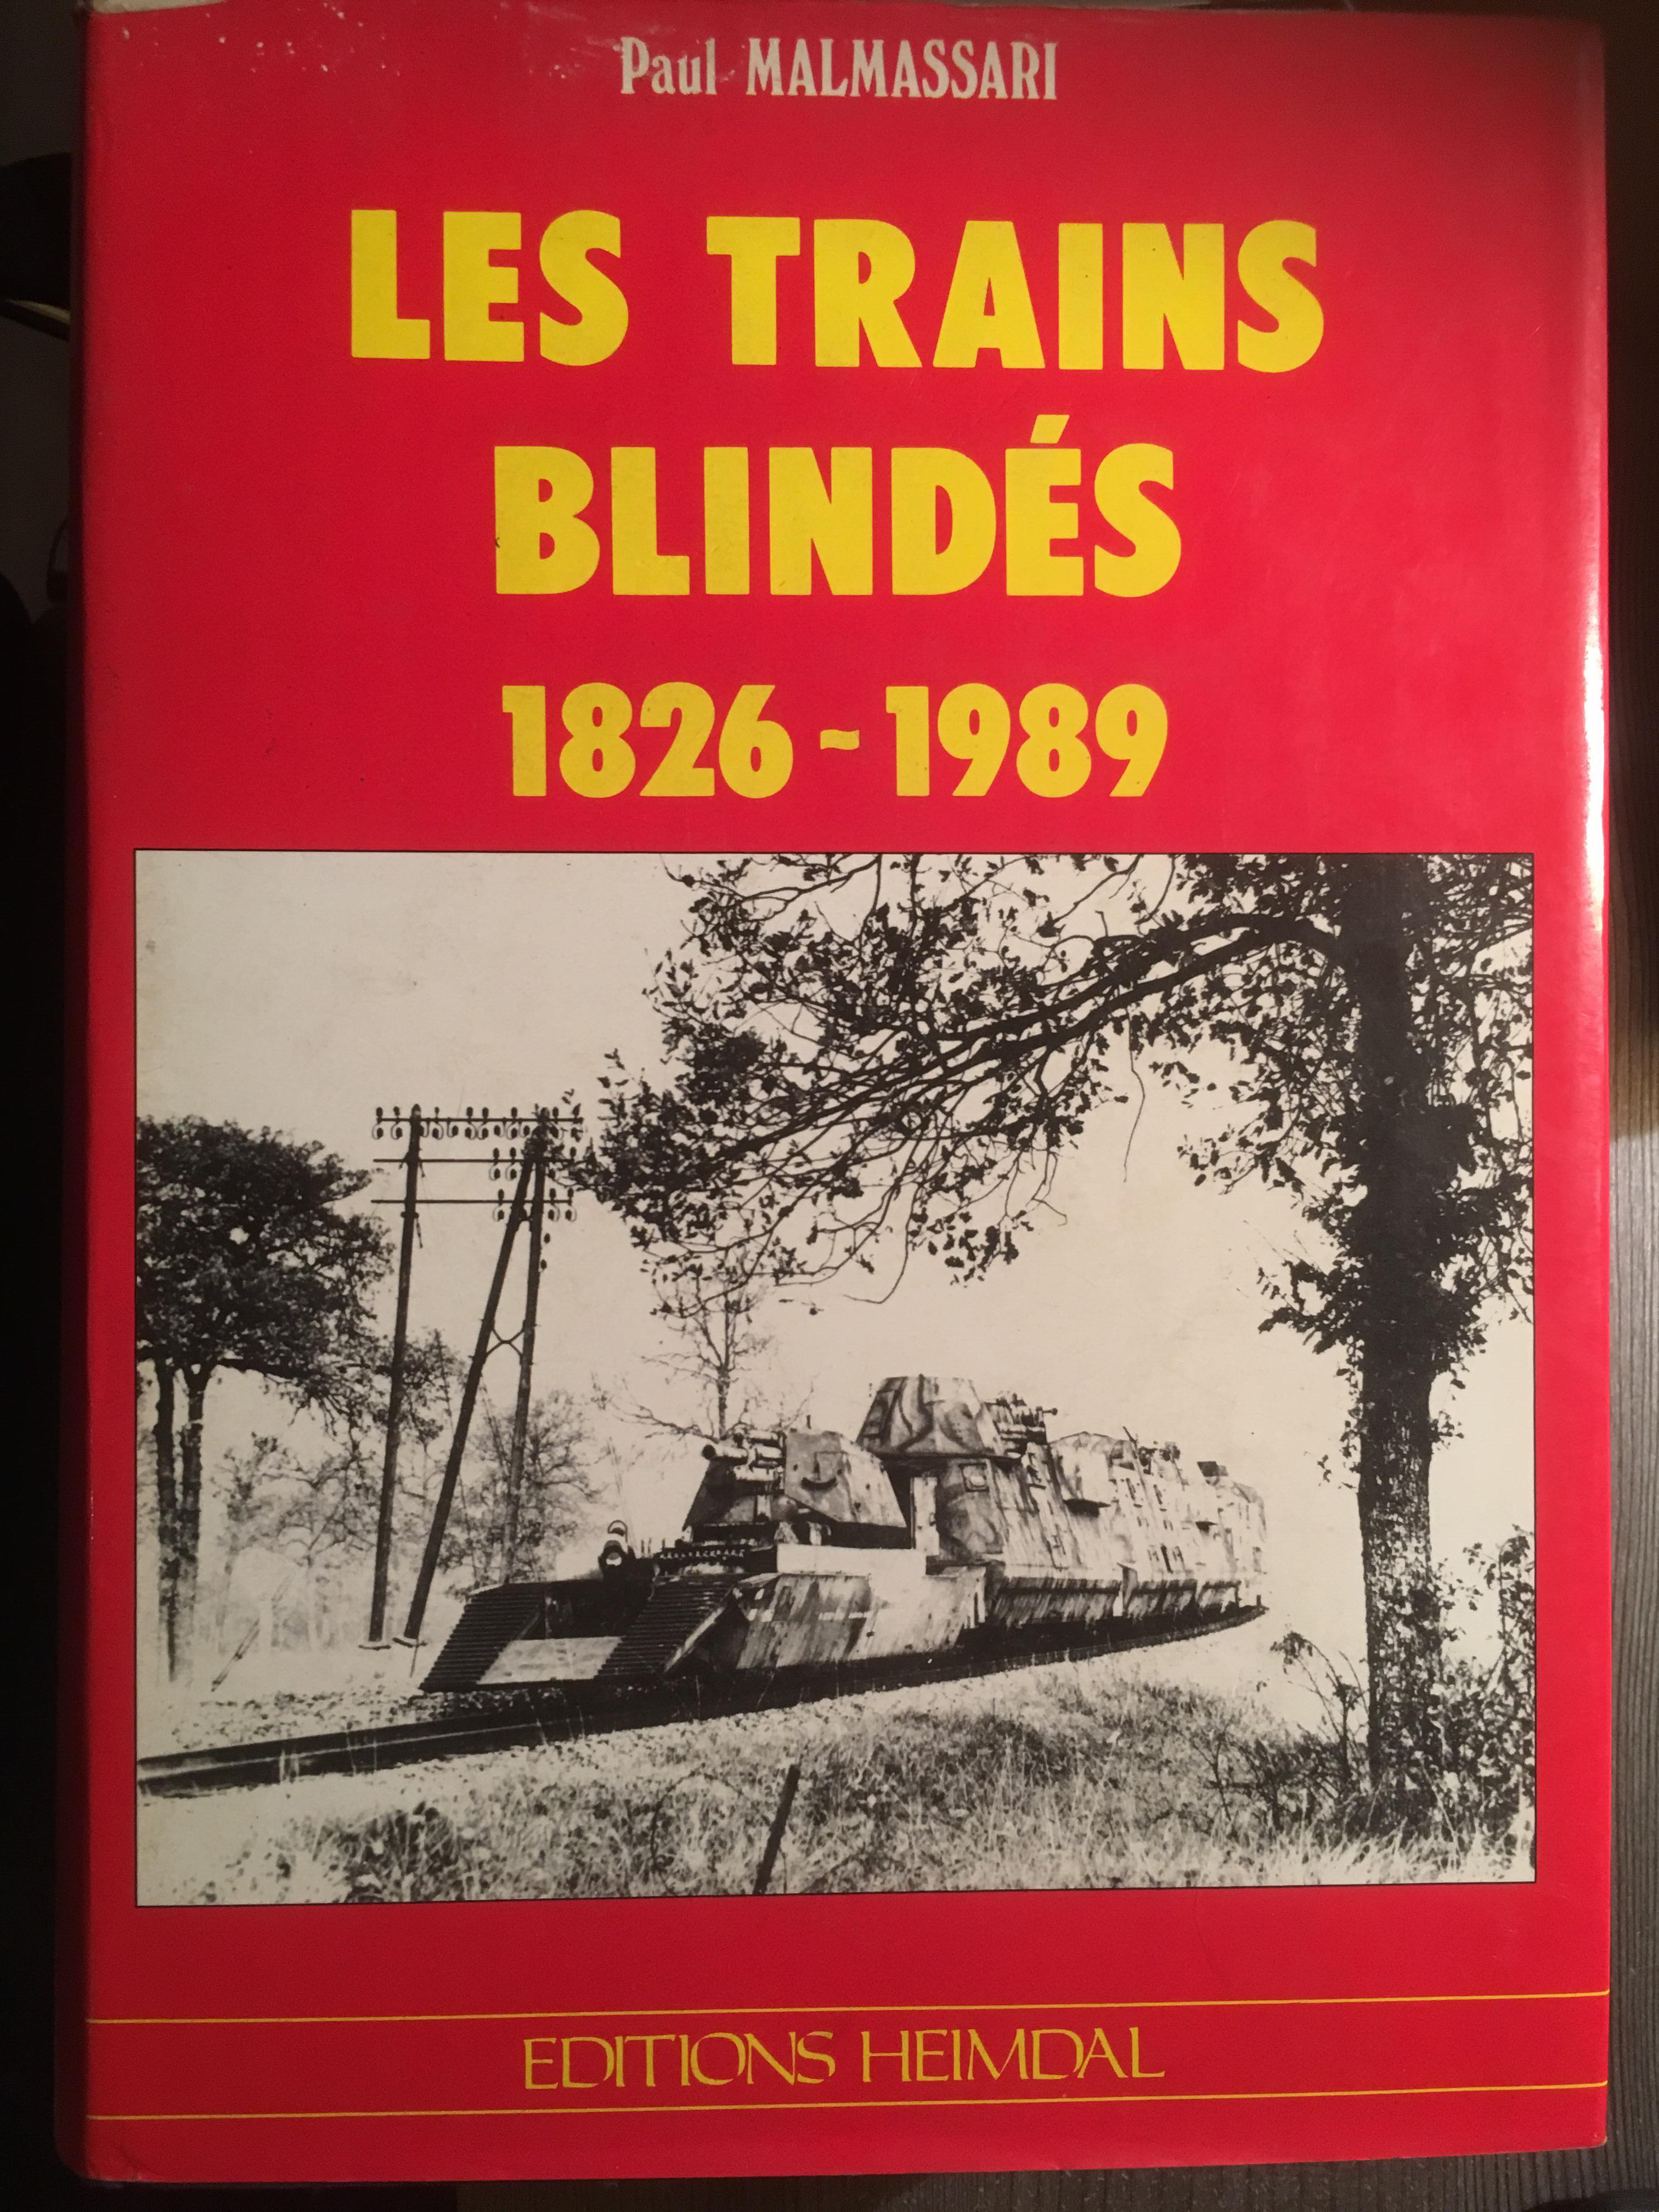 Paul MALMASSARI
LES TRAINS
BLINDÉS
1826-1989
EDITIONS HEIMDAL